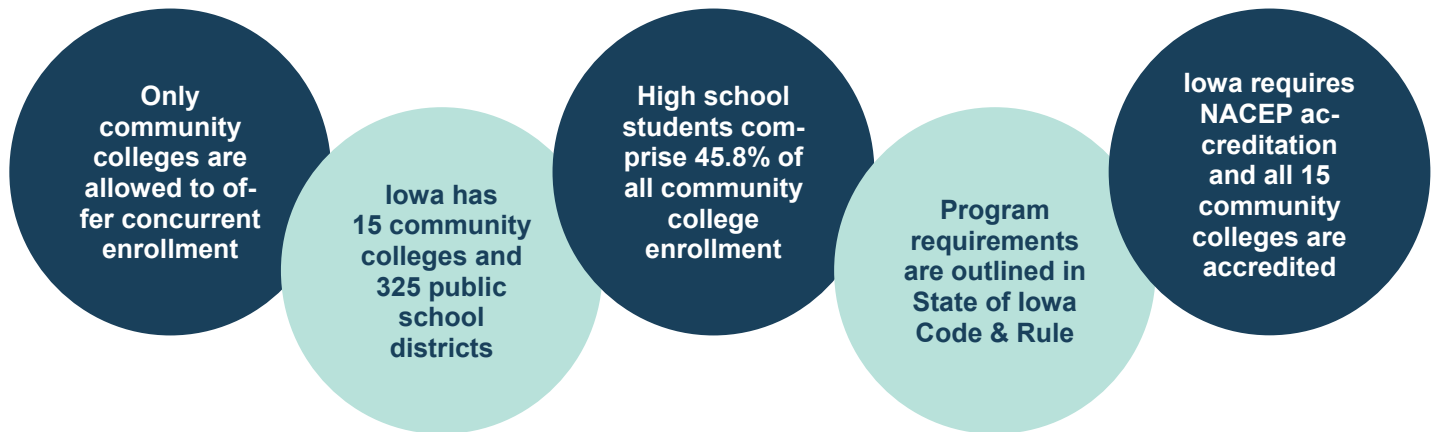 Only
community
colleges are
allowed to of-
fer concurrent
enrollment
Iowa has
15 community
colleges and
325 public
school
districts
High school
students com-
prise 45.8% of
all community
college
enrollment
Program
requirements
are outlined in
State of Iowa
Code & Rule
Iowa requires
NACEP ac-
creditation
and all 15
community
colleges are
accredited